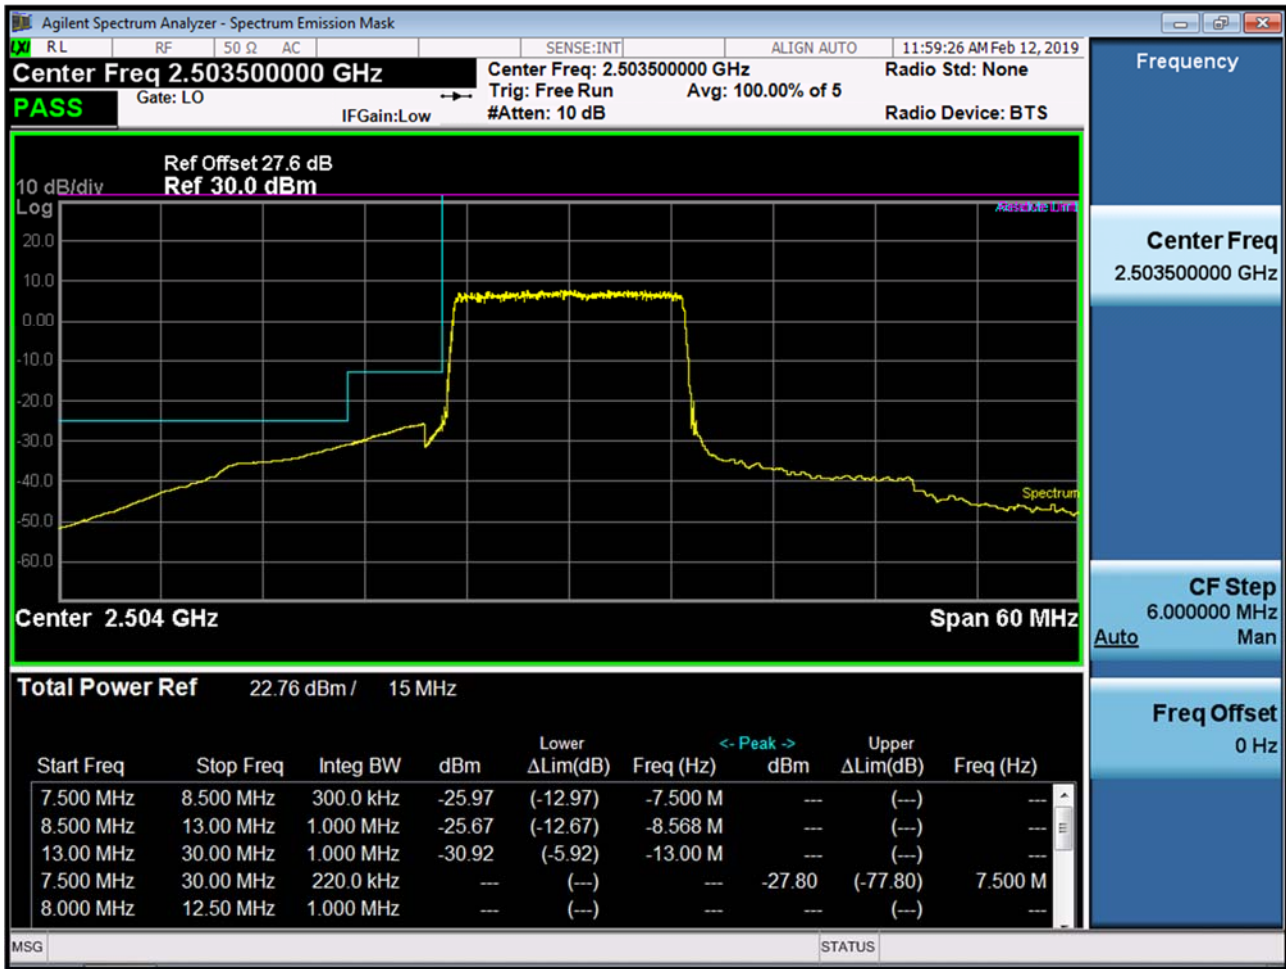 Agilent Spectrum Analyzer - Spectrum Emission Mask
LXI RL RF 50 Ω AC SENSE:INT ALIGN AUTO 11:59:26 AM Feb 12, 2019
Center Freq 2.503500000 GHz
PASS
Gate: LO
IFGain:Low
Center Freq: 2.503500000 GHz
Trig: Free Run Avg: 100.00% of 5
#Atten: 10 dB
Radio Std: None
Radio Device: BTS
Ref Offset 27.6 dB
10 dB/div Ref 30.0 dBm
Log
Absolute Limit
20.0
10.0
0.00
-10.0
-20.0
-30.0
-40.0
-50.0
-60.0
Spectrum
Center 2.504 GHz Span 60 MHz
Total Power Ref 22.76 dBm / 15 MHz
Lower <- Peak -> Upper
Start Freq Stop Freq Integ BW dBm ΔLim(dB) Freq (Hz) dBm ΔLim(dB) Freq (Hz)
7.500 MHz 8.500 MHz 300.0 kHz -25.97 (-12.97) -7.500 M --- (---) ---
8.500 MHz 13.00 MHz 1.000 MHz -25.67 (-12.67) -8.568 M --- (---) ---
13.00 MHz 30.00 MHz 1.000 MHz -30.92 (-5.92) -13.00 M --- (---) ---
7.500 MHz 30.00 MHz 220.0 kHz --- (---) --- -27.80 (-77.80) 7.500 M
8.000 MHz 12.50 MHz 1.000 MHz --- (---) --- --- (---) ---
MSG STATUS
Frequency
Center Freq
2.503500000 GHz
CF Step
6.000000 MHz
Auto Man
Freq Offset
0 Hz